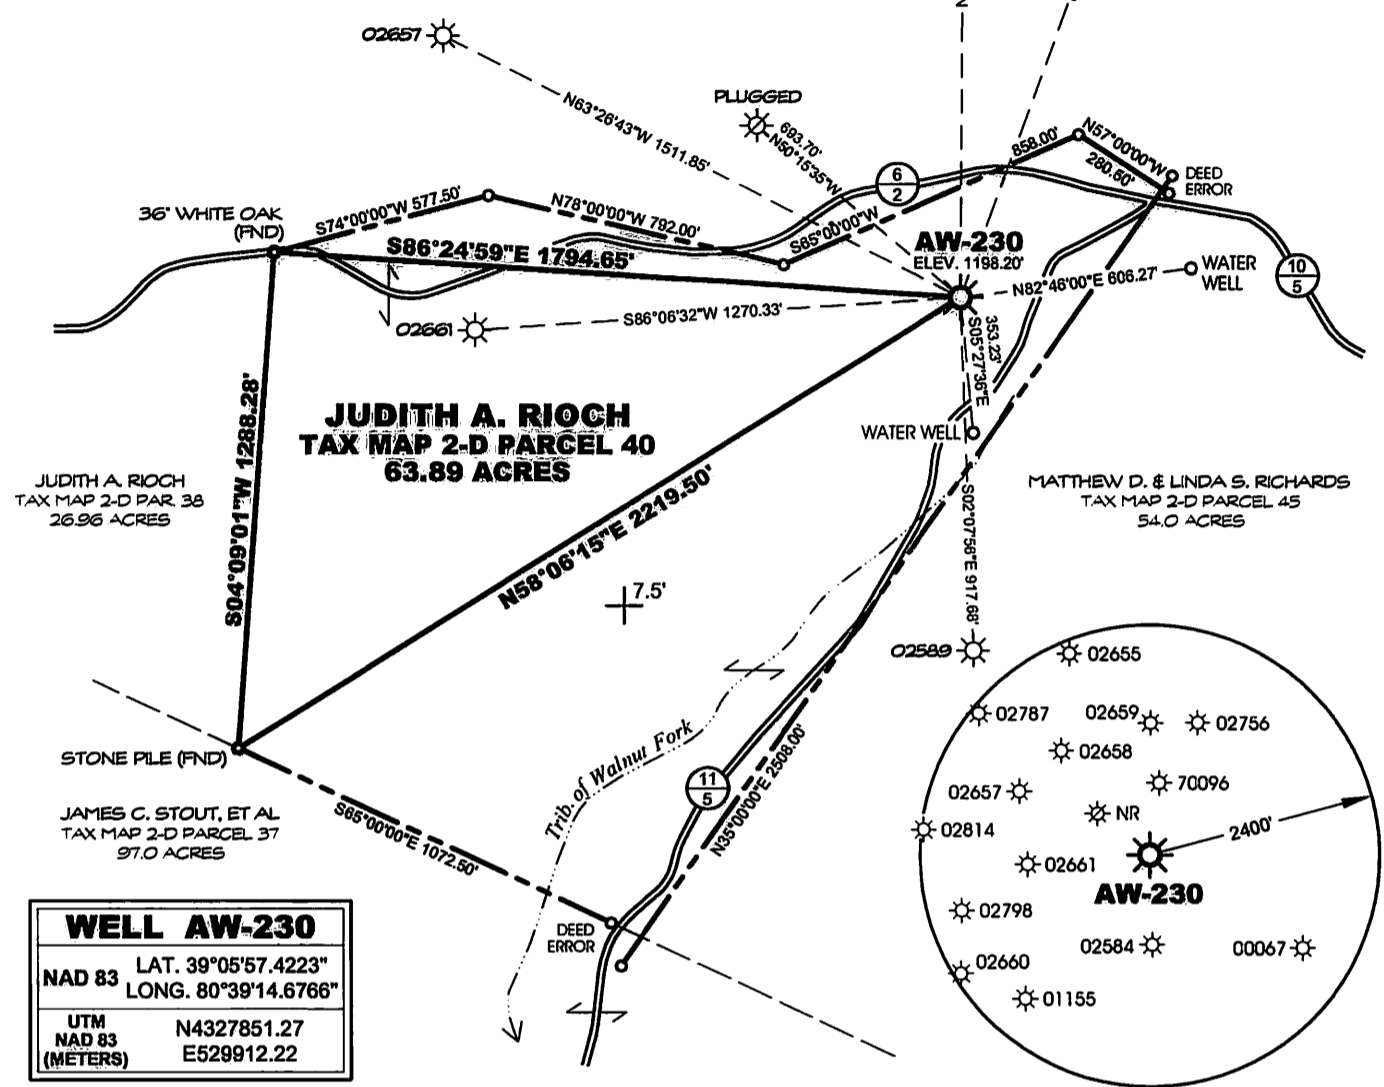 2
02657
N63°26'43"W 1511.85'
PLUGGED
693.70'
N50°15'35"W
858.00'
N57°00'00"W
280.50'
DEED
ERROR
6
2
36" WHITE OAK
(FND)
S74°00'00"W 577.50'
N78°00'00"W 792.00'
S65°00'00"W
S86°24'59"E 1794.65'
AW-230
ELEV. 1198.20'
N82°46'00"E 606.27'
WATER
WELL
10
5
02661
S86°06'32"W 1270.33'
353.23'
S05°27'36"E
S04°09'01"W 1288.28'
JUDITH A. RIOCH
TAX MAP 2-D PARCEL 40
63.89 ACRES
WATER WELL
JUDITH A. RIOCH
TAX MAP 2-D PAR. 38
26.96 ACRES
MATTHEW D. & LINDA S. RICHARDS
TAX MAP 2-D PARCEL 45
54.0 ACRES
N58°06'15"E 2219.50'
S02°07'58"E 917.68'
7.5'
02589
STONE PILE (FND)
Trib. of Walnut Fork
11
5
N35°00'00"E 2508.00'
JAMES C. STOUT, ET AL
TAX MAP 2-D PARCEL 37
97.0 ACRES
S65°00'00"E 1072.50'
DEED
ERROR
WELL AW-230
NAD 83
LAT. 39°05'57.4223"
LONG. 80°39'14.6766"
UTM
NAD 83
(METERS)
N4327851.27
E529912.22
02655
02787
02659
02756
02658
02657
70096
NR
02814
2400'
02661
AW-230
02798
02584
00067
02660
01155